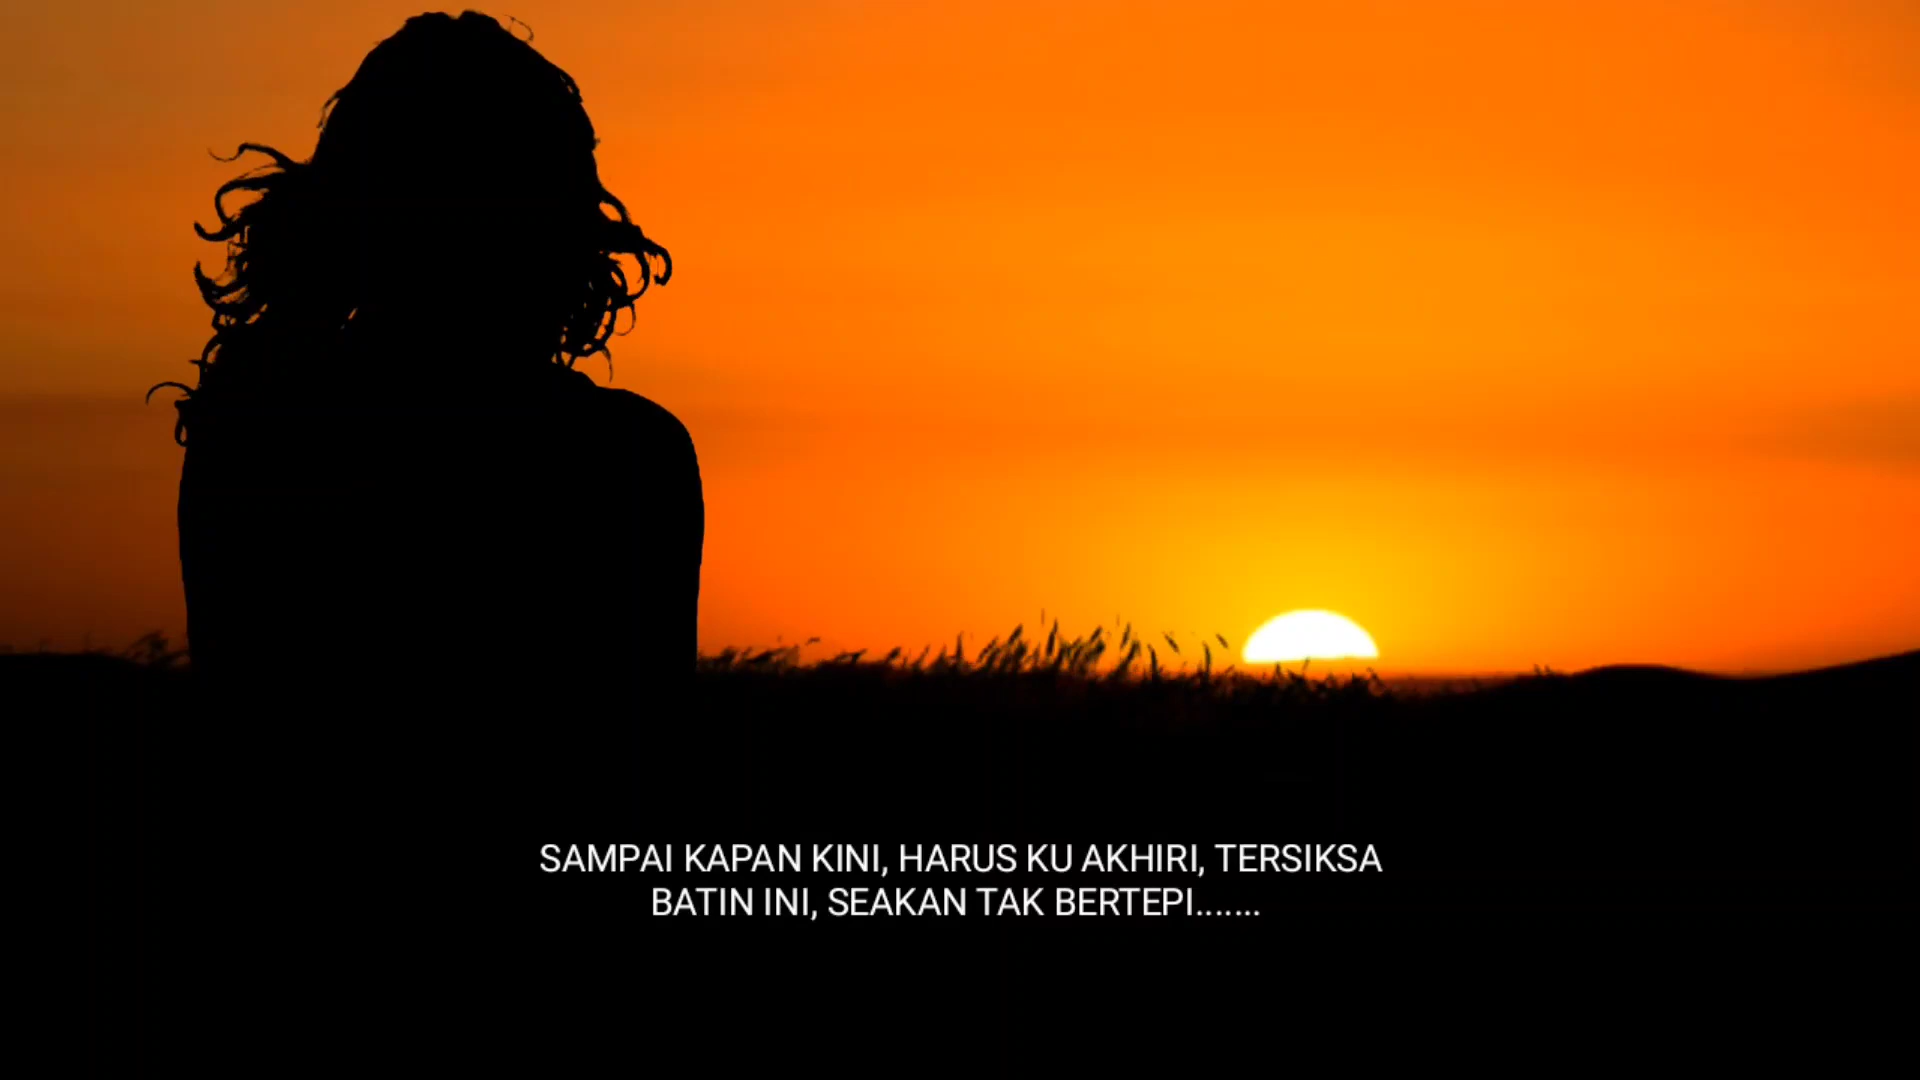 SAMPAI KAPAN KINI, HARUS KU AKHIRI, TERSIKSA
BATIN INI, SEAKAN TAK BERTEPI.......